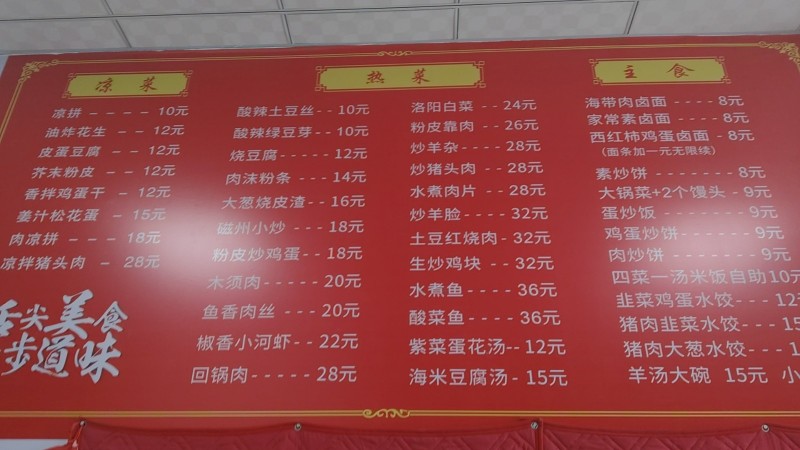 凉菜
凉拼 - - - - 10元
油炸花生 - - 12元
皮蛋豆腐 - - 12元
芥末粉皮 - - 12元
香拌鸡蛋干 - 12元
姜汁松花蛋 - 15元
肉凉拼 - - - 18元
凉拌猪头肉 - 28元
舌尖美食
步道味
热菜
酸辣土豆丝 - - 10元
酸辣绿豆芽 - - 10元
烧豆腐 - - - - - 12元
肉沫粉条 - - - 14元
大葱烧皮渣 - - 16元
磁州小炒 - - - 18元
粉皮炒鸡蛋 - - 18元
木须肉 - - - - - 20元
鱼香肉丝 - - - 20元
椒香小河虾 - - 22元
回锅肉 - - - - - 28元
洛阳白菜 - - 24元
粉皮靠肉 - - 26元
炒羊杂 - - - - 28元
炒猪头肉 - - 28元
水煮肉片 - - 28元
炒羊脸 - - - - 32元
土豆红烧肉 - 32元
生炒鸡块 - - 32元
水煮鱼 - - - - 36元
酸菜鱼 - - - - 36元
紫菜蛋花汤 - - 12元
海米豆腐汤 - 15元
主食
海带肉卤面 - - - - 8元
家常素卤面 - - - - 8元
西红柿鸡蛋卤面 - 8元
(面条加一元无限续)
素炒饼 - - - - - - - 8元
大锅菜+2个馒头 - 9元
蛋炒饭 - - - - - - - 9元
鸡蛋炒饼 - - - - - 9元
肉炒饼 - - - - - - - 9元
四菜一汤米饭自助10元
韭菜鸡蛋水饺 - - - 12
猪肉韭菜水饺 - - - 15
猪肉大葱水饺 - - - 1
羊汤大碗 15元 小